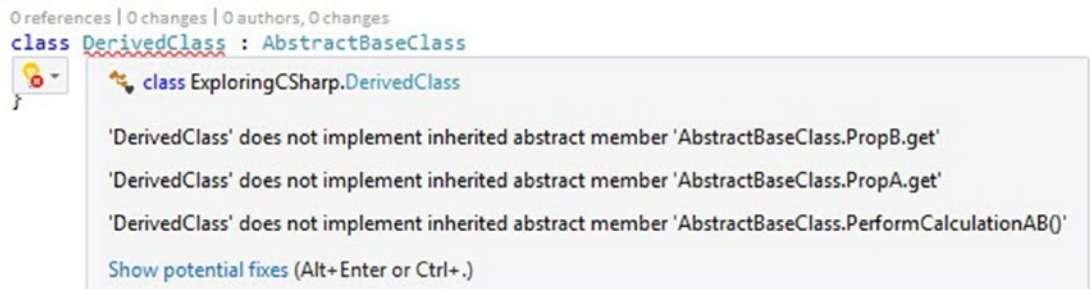 0 references | 0 changes | 0 authors, 0 changes
class DerivedClass : AbstractBaseClass
class ExploringCSharp.DerivedClass
}
'DerivedClass' does not implement inherited abstract member 'AbstractBaseClass.PropB.get'
'DerivedClass' does not implement inherited abstract member 'AbstractBaseClass.PropA.get'
'DerivedClass' does not implement inherited abstract member 'AbstractBaseClass.PerformCalculationAB()'
Show potential fixes (Alt+Enter or Ctrl+.)